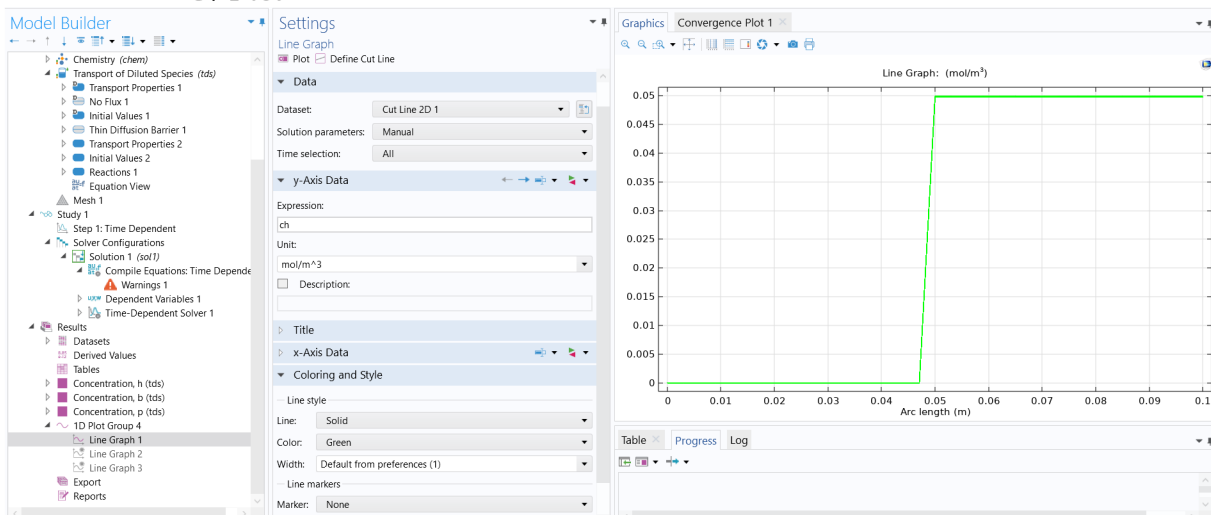 Model Builder
Chemistry (chem)
Transport of Diluted Species (tds)
Transport Properties 1
No Flux 1
Initial Values 1
Thin Diffusion Barrier 1
Transport Properties 2
Initial Values 2
Reactions 1
Equation View
Mesh 1
Study 1
Step 1: Time Dependent
Solver Configurations
Solution 1 (sol1)
Compile Equations: Time Depende
Warnings 1
Dependent Variables 1
Time-Dependent Solver 1
Results
Datasets
Derived Values
Tables
Concentration, h (tds)
Concentration, b (tds)
Concentration, p (tds)
1D Plot Group 4
Line Graph 1
Line Graph 2
Line Graph 3
Export
Reports
Settings
Line Graph
Plot Define Cut Line
Data
Dataset: Cut Line 2D 1
Solution parameters: Manual
Time selection: All
y-Axis Data
Expression:
ch
Unit:
mol/m^3
Description:
Title
x-Axis Data
Coloring and Style
Line style
Line: Solid
Color: Green
Width: Default from preferences (1)
Line markers
Marker: None
Graphics Convergence Plot 1
Line Graph: (mol/m³)
0.05
0.045
0.04
0.035
0.03
0.025
0.02
0.015
0.01
0.005
0
0 0.01 0.02 0.03 0.04 0.05 0.06 0.07 0.08 0.09 0.1
Arc length (m)
Table Progress Log